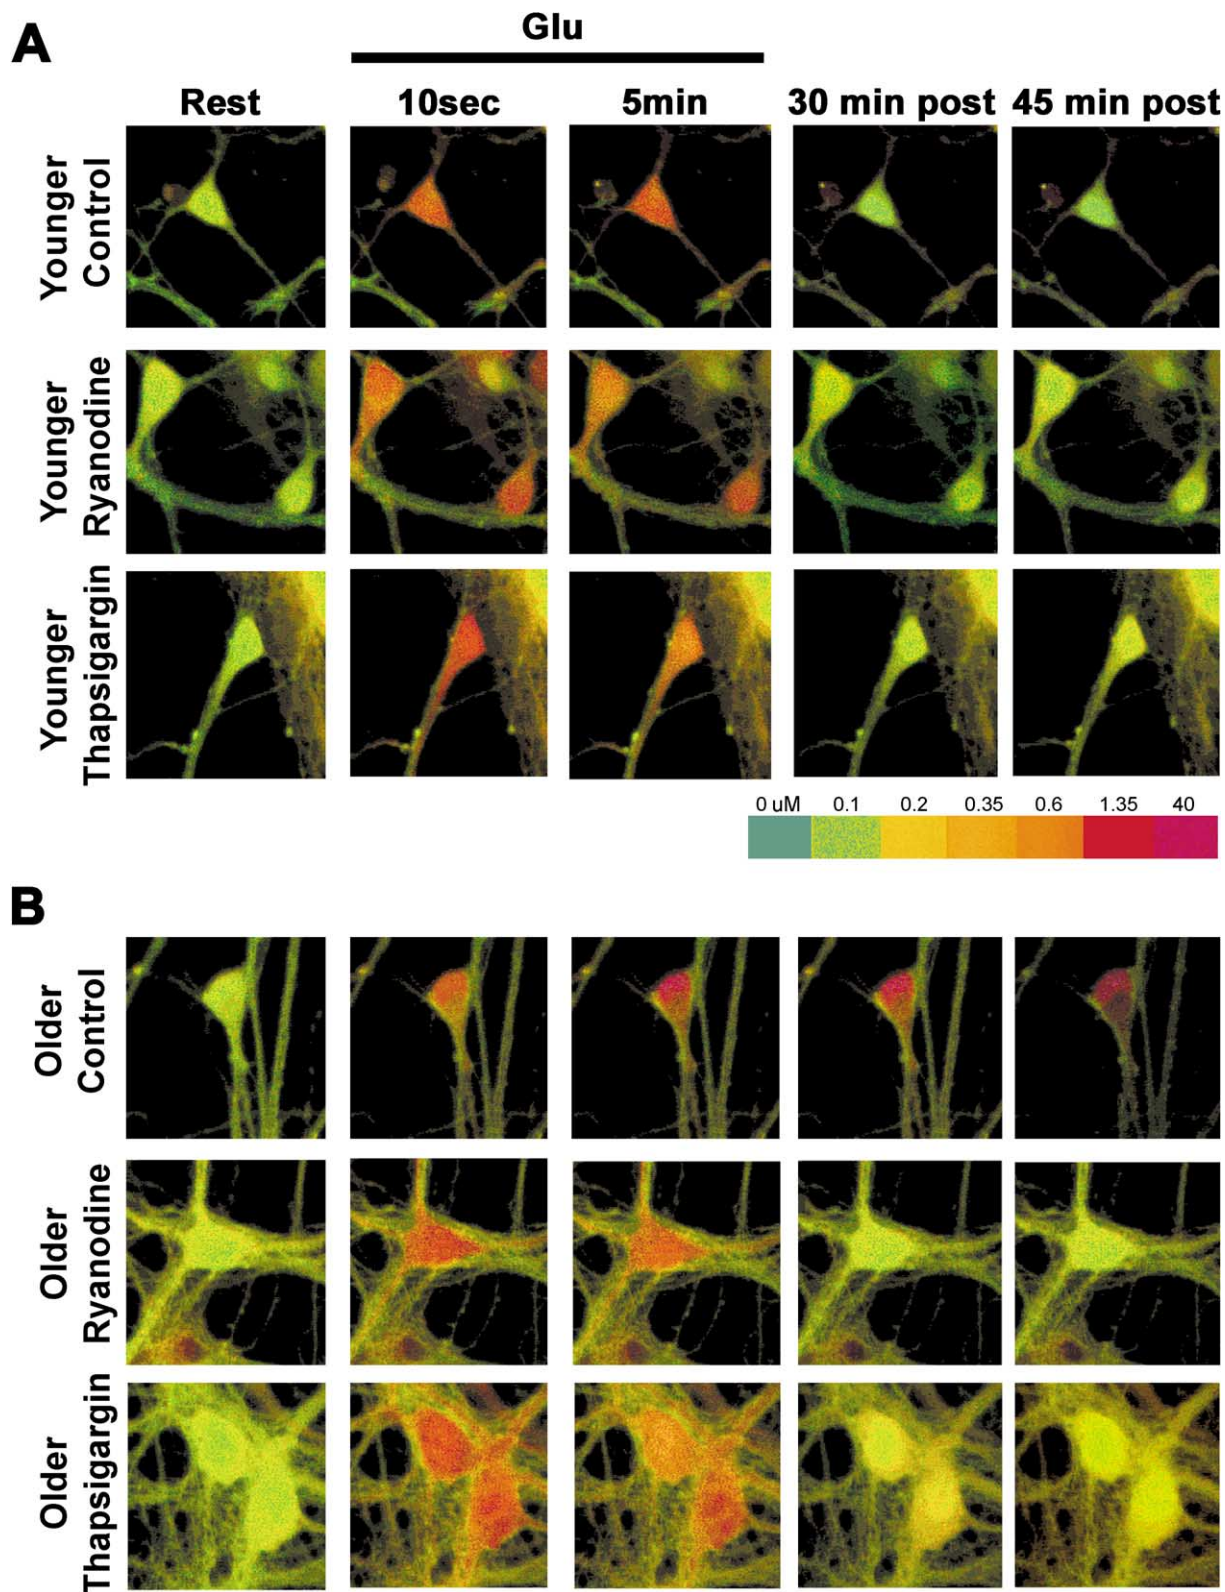 A
Glu
Rest 10sec 5min 30 min post 45 min post
Younger
Control
Younger
Ryanodine
Younger
Thapsigargin
0 uM 0.1 0.2 0.35 0.6 1.35 40
B
Older
Control
Older
Ryanodine
Older
Thapsigargin